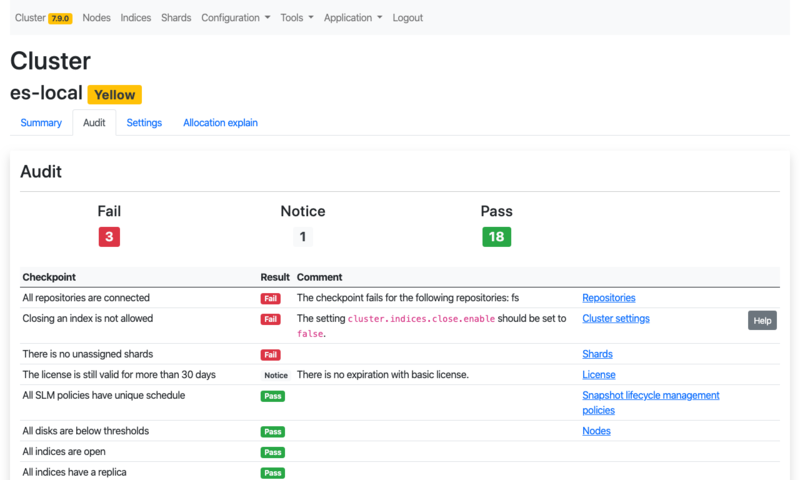 Cluster 7.9.0 Nodes Indices Shards Configuration Tools Application Logout
Cluster
es-local Yellow
Summary Audit Settings Allocation explain
Audit
Fail Notice Pass
3 1 18
Checkpoint Result Comment
All repositories are connected Fail The checkpoint fails for the following repositories: fs Repositories
Closing an index is not allowed Fail The setting cluster.indices.close.enable should be set to Cluster settings Help
false.
There is no unassigned shards Fail Shards
The license is still valid for more than 30 days Notice There is no expiration with basic license. License
All SLM policies have unique schedule Pass Snapshot lifecycle management
policies
All disks are below thresholds Pass Nodes
All indices are open Pass
All indices have a replica Pass